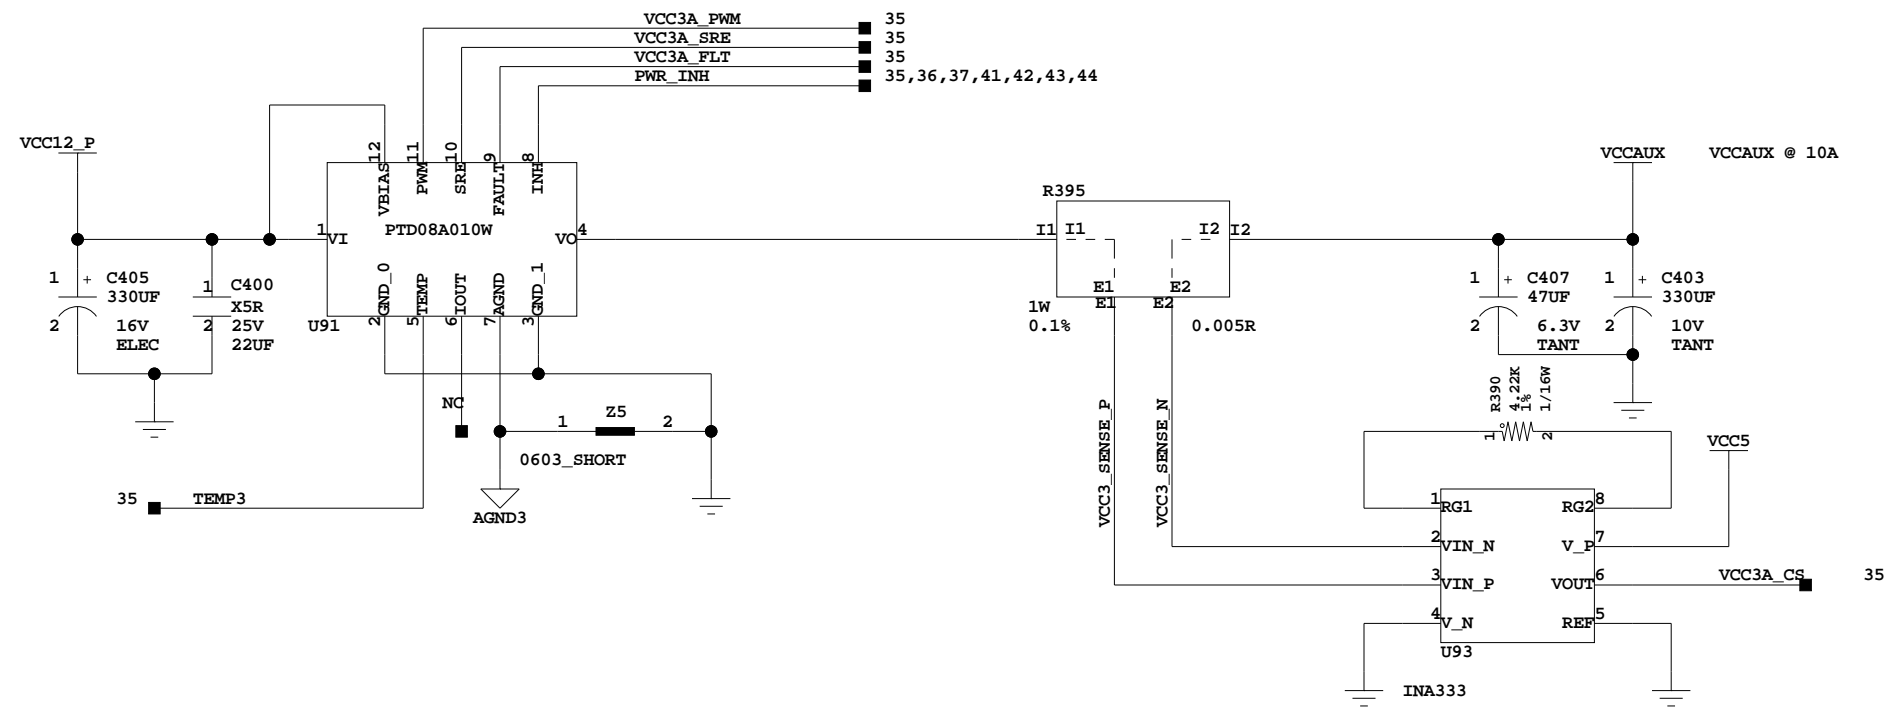 VCC3A_PWM 35
VCC3A_SRE 35
VCC3A_FLT 35
PWR_INH 35,36,37,41,42,43,44
VCC12_P
12 11 10 9 8
VBIAS PWM SRE FAULT INH
PTD08A010W
1 VI
VO 4
GND_0 TEMP IOUT AGND GND_1
2 5 6 7 3
U91
1 + C405
330UF
2 16V
ELEC
1 C400
X5R
2 25V
22UF
NC
1 Z5 2
0603_SHORT
AGND3
35 TEMP3
R395
I1 I1 I2 I2
E1 E2
E1 E2
1W
0.1%
0.005R
VCC3_SENSE_P
VCC3_SENSE_N
VCCAUX VCCAUX @ 10A
1 + C407
47UF
2 6.3V
TANT
1 + C403
330UF
2 10V
TANT
R390
4.22K
1%
1/16W
1 2
VCC5
1 RG1 RG2 8
2 VIN_N V_P 7
3 VIN_P VOUT 6
4 V_N REF 5
VCC3A_CS 35
U93
INA333